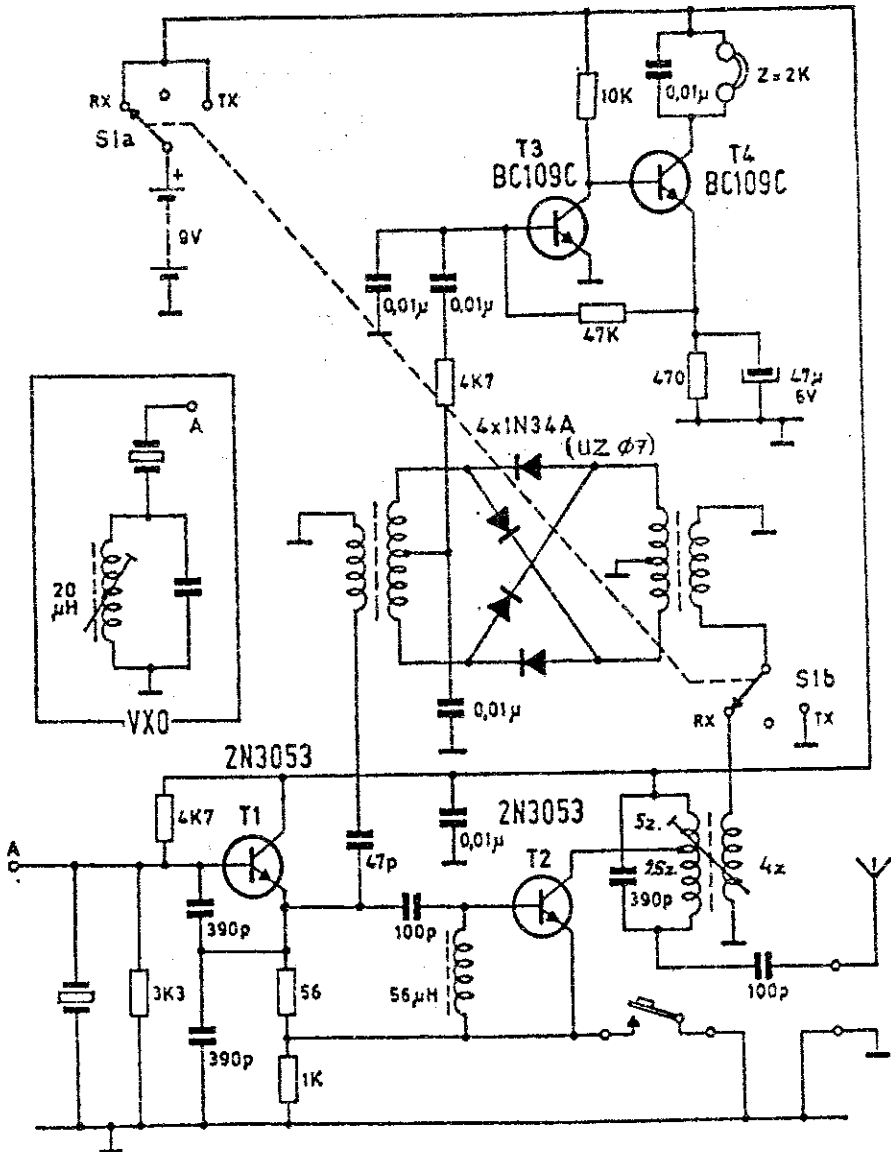 RX
TX
S1a
+
9V
10K
0,01μ
Z=2K
T3
BC109C
T4
BC109C
0,01μ
0,01μ
47K
4K7
470
47μ
6V
4x1N34A
(UZ Ø7)
A
20
μH
VXO
0,01μ
S1b
RX
TX
2N3053
4K7
T1
A
47p
0,01μ
2N3053
T2
5z.
25z.
390p
4z
390p
100p
3K3
56
56μH
100p
390p
1K